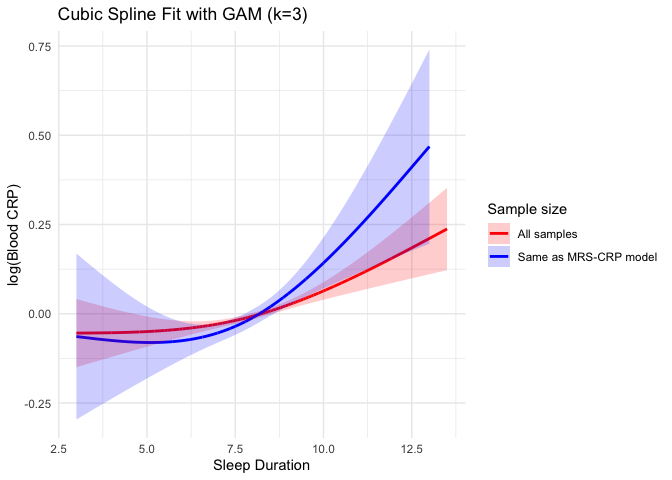 Cubic Spline Fit with GAM (k=3)
0.75
0.50
0.25
0.00
-0.25
log(Blood CRP)
2.5 5.0 7.5 10.0 12.5
Sleep Duration
Sample size
All samples
Same as MRS-CRP model